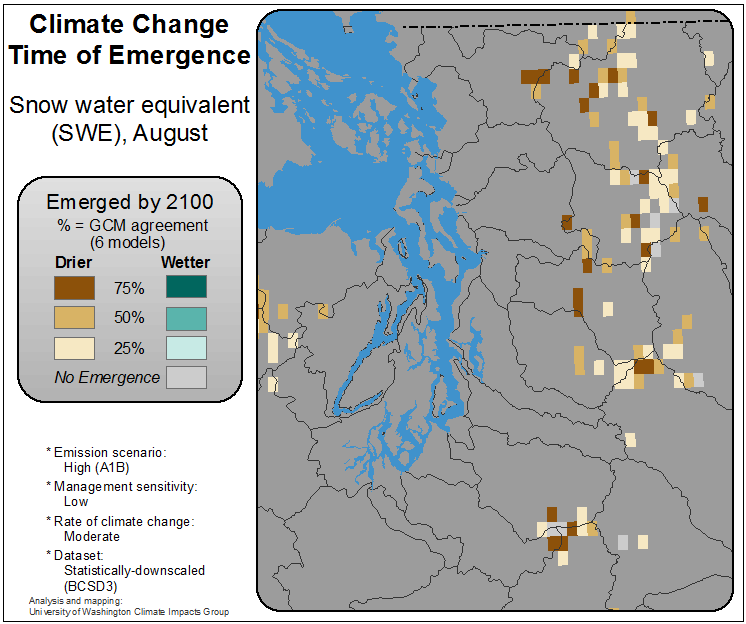 Climate Change
Time of Emergence
Snow water equivalent
(SWE), August
Emerged by 2100
% = GCM agreement
(6 models)
Drier Wetter
75%
50%
25%
No Emergence
* Emission scenario:
High (A1B)
* Management sensitivity:
Low
* Rate of climate change:
Moderate
* Dataset:
Statistically-downscaled
(BCSD3)
Analysis and mapping:
University of Washington Climate Impacts Group